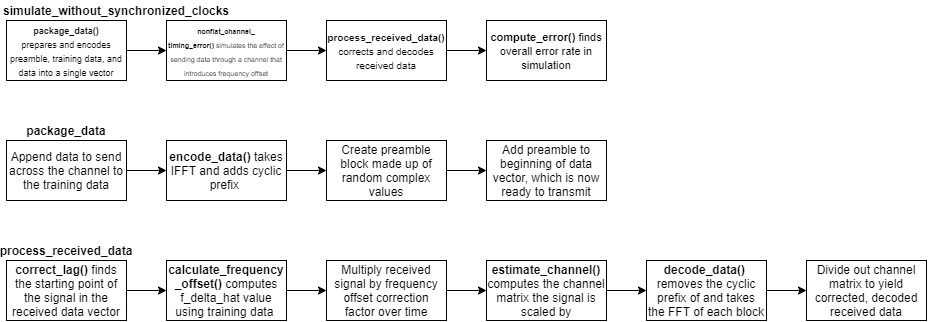 simulate_without_synchronized_clocks
package_data()
prepares and encodes
preamble, training data, and
data into a single vector
nonflat_channel_
timing_error() simulates the effect of
sending data through a channel that
introduces frequency offset
process_received_data()
corrects and decodes
received data
compute_error() finds
overall error rate in
simulation
package_data
Append data to send
across the channel to
the training data
encode_data() takes
IFFT and adds cyclic
prefix
Create preamble
block made up of
random complex
values
Add preamble to
beginning of data
vector, which is now
ready to transmit
process_received_data
correct_lag() finds
the starting point of
the signal in the
received data vector
calculate_frequency
_offset() computes
f_delta_hat value
using training data
Multiply received
signal by frequency
offset correction
factor over time
estimate_channel()
computes the channel
matrix the signal is
scaled by
decode_data()
removes the cyclic
prefix of and takes
the FFT of each block
Divide out channel
matrix to yield
corrected, decoded
received data